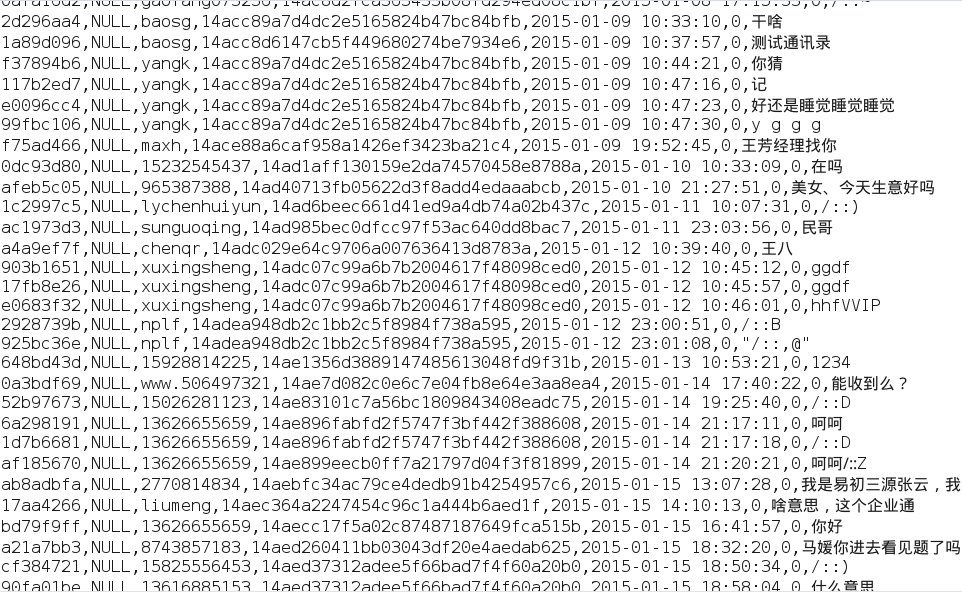 2d296aa4,NULL,baosg,14acc89a7d4dc2e5165824b47bc84bfb,2015-01-09 10:33:10,0,干啥
1a89d096,NULL,baosg,14acc8d6147cb5f449680274be7934e6,2015-01-09 10:37:57,0,测试通讯录
f37894b6,NULL,yangk,14acc89a7d4dc2e5165824b47bc84bfb,2015-01-09 10:44:21,0,你猜
117b2ed7,NULL,yangk,14acc89a7d4dc2e5165824b47bc84bfb,2015-01-09 10:47:16,0,记
e0096cc4,NULL,yangk,14acc89a7d4dc2e5165824b47bc84bfb,2015-01-09 10:47:23,0,好还是睡觉睡觉睡觉
99fbc106,NULL,yangk,14acc89a7d4dc2e5165824b47bc84bfb,2015-01-09 10:47:30,0,y g g g
f75ad466,NULL,maxh,14ace88a6caf958a1426ef3423ba21c4,2015-01-09 19:52:45,0,王芳经理找你
0dc93d80,NULL,15232545437,14ad1aff130159e2da74570458e8788a,2015-01-10 10:33:09,0,在吗
afeb5c05,NULL,965387388,14ad40713fb05622d3f8add4edaaabcb,2015-01-10 21:27:51,0,美女、今天生意好吗
1c2997c5,NULL,lychenhuiyun,14ad6beec661d41ed9a4db74a02b437c,2015-01-11 10:07:31,0,/::)
ac1973d3,NULL,sunguoqing,14ad985bec0dfcc97f53ac640dd8bac7,2015-01-11 23:03:56,0,民哥
a4a9ef7f,NULL,chenqr,14adc029e64c9706a007636413d8783a,2015-01-12 10:39:40,0,王八
903b1651,NULL,xuxingsheng,14adc07c99a6b7b2004617f48098ced0,2015-01-12 10:45:12,0,ggdf
17fb8e26,NULL,xuxingsheng,14adc07c99a6b7b2004617f48098ced0,2015-01-12 10:45:57,0,ggdf
e0683f32,NULL,xuxingsheng,14adc07c99a6b7b2004617f48098ced0,2015-01-12 10:46:01,0,hhfVVIP
2928739b,NULL,nplf,14adea948db2c1bb2c5f8984f738a595,2015-01-12 23:00:51,0,/::B
925bc36e,NULL,nplf,14adea948db2c1bb2c5f8984f738a595,2015-01-12 23:01:08,0,"/::,@"
648bd43d,NULL,15928814225,14ae1356d3889147485613048fd9f31b,2015-01-13 10:53:21,0,1234
0a3bdf69,NULL,www.506497321,14ae7d082c0e6c7e04fb8e64e3aa8ea4,2015-01-14 17:40:22,0,能收到么？
52b97673,NULL,15026281123,14ae83101c7a56bc1809843408eadc75,2015-01-14 19:25:40,0,/::D
6a298191,NULL,13626655659,14ae896fabfd2f5747f3bf442f388608,2015-01-14 21:17:11,0,呵呵
1d7b6681,NULL,13626655659,14ae896fabfd2f5747f3bf442f388608,2015-01-14 21:17:18,0,/::D
af185670,NULL,13626655659,14ae899eecb0ff7a21797d04f3f81899,2015-01-14 21:20:21,0,呵呵/::Z
ab8adbfa,NULL,2770814834,14aebfc34ac79ce4dedb91b4254957c6,2015-01-15 13:07:28,0,我是易初三源张云，我
17aa4266,NULL,liumeng,14aec364a2247454c96c1a444b6aed1f,2015-01-15 14:10:13,0,啥意思，这个企业通
bd79f9ff,NULL,13626655659,14aecc17f5a02c87487187649fca515b,2015-01-15 16:41:57,0,你好
a21a7bb3,NULL,8743857183,14aed260411bb03043df20e4aedab625,2015-01-15 18:32:20,0,马媛你进去看见题了吗
cf384721,NULL,15825556453,14aed37312adee5f66bad7f4f60a20b0,2015-01-15 18:50:34,0,/::)
90fa01be,NULL,13616885153,14aed37312adee5f66bad7f4f60a20b0,2015-01-15 18:58:04,0,什么意思